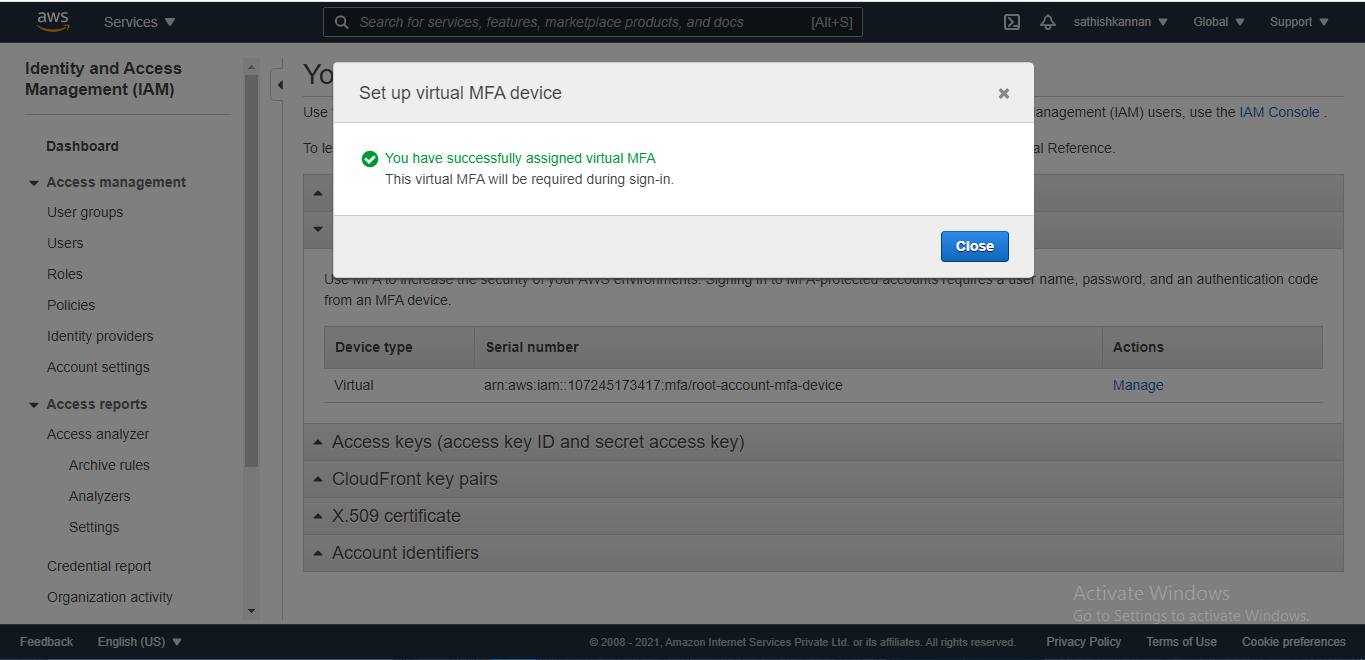 aws
Services
Search for services, features, marketplace products, and docs
[Alt+S]
sathishkannan
Global
Support
Identity and Access
Management (IAM)
Dashboard
Access management
User groups
Users
Roles
Policies
Identity providers
Account settings
Access reports
Access analyzer
Archive rules
Analyzers
Settings
Credential report
Organization activity
Yo
Use
anagement (IAM) users, use the IAM Console .
To le
al Reference.
Set up virtual MFA device
You have successfully assigned virtual MFA
This virtual MFA will be required during sign-in.
Close
Use MFA to increase the security of your AWS environments. Signing in to MFA-protected accounts requires a user name, password, and an authentication code
from an MFA device.
Device type Serial number Actions
Virtual arn:aws:iam::107245173417:mfa/root-account-mfa-device Manage
Access keys (access key ID and secret access key)
CloudFront key pairs
X.509 certificate
Account identifiers
Activate Windows
Go to Settings to activate Windows.
Feedback English (US) © 2008 - 2021, Amazon Internet Services Private Ltd. or its affiliates. All rights reserved. Privacy Policy Terms of Use Cookie preferences